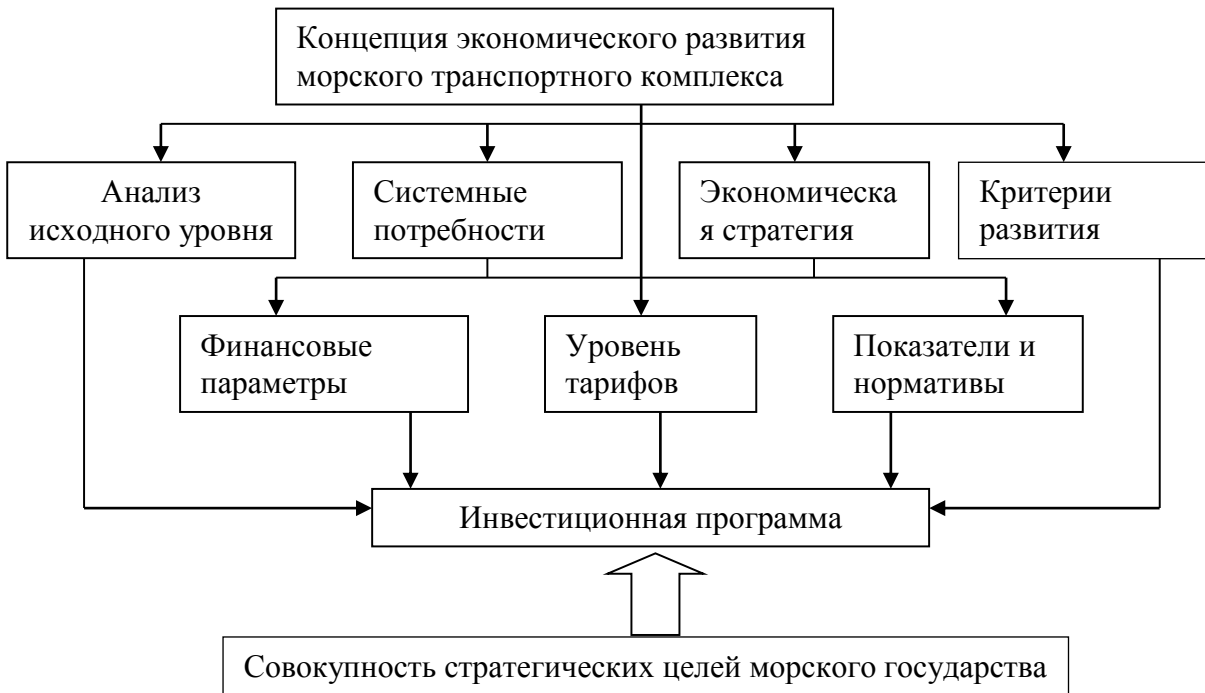 Концепция экономического развития
морского транспортного комплекса
Анализ
исходного уровня
Системные
потребности
Экономическа
я стратегия
Критерии
развития
Финансовые
параметры
Уровень
тарифов
Показатели и
нормативы
Инвестиционная программа
Совокупность стратегических целей морского государства